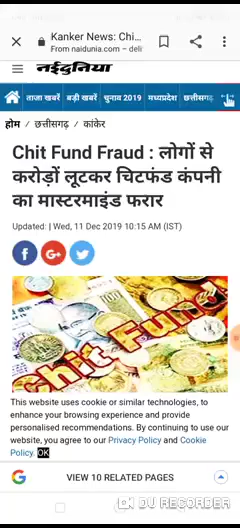 Kanker News: Chi...
From naidunia.com – deli
नईदुनिया
ताजा खबरें बड़ी खबरें चुनाव 2019 मध्यप्रदेश छत्तीसगढ़
होम / छत्तीसगढ़ / कांकेर
Chit Fund Fraud : लोगों से
करोड़ों लूटकर चिटफंड कंपनी
का मास्टरमाइंड फरार
Updated: | Wed, 11 Dec 2019 10:15 AM (IST)
f G+
Chit Fund
This website uses cookie or similar technologies, to
enhance your browsing experience and provide
personalised recommendations. By continuing to use our
website, you agree to our Privacy Policy and Cookie
Policy. OK
G VIEW 10 RELATED PAGES
DU RECORDER